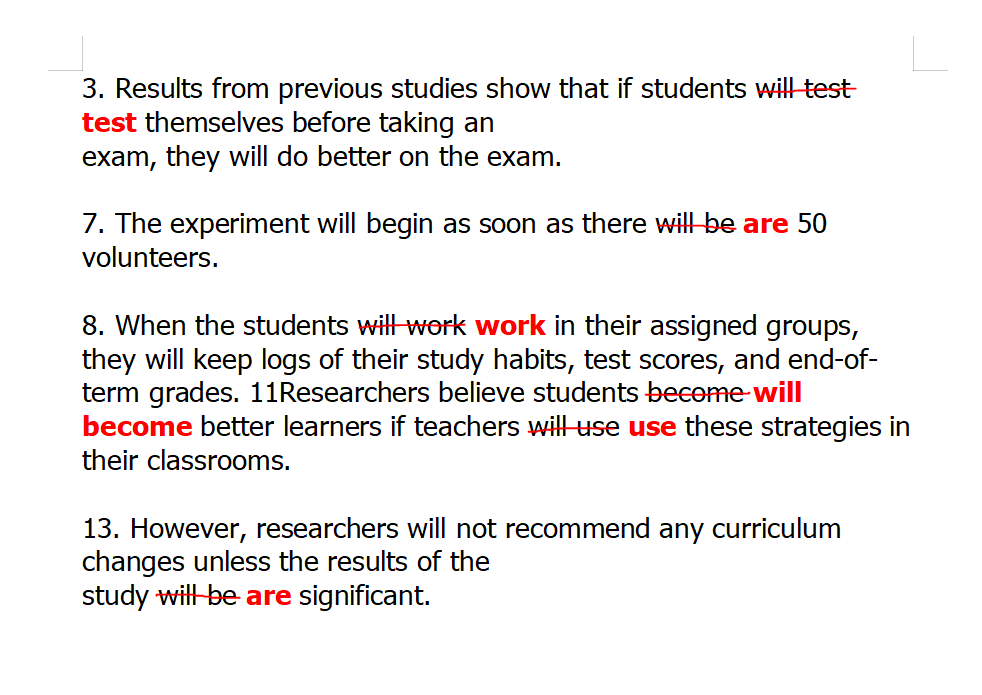 3. Results from previous studies show that if students will test
test themselves before taking an
exam, they will do better on the exam.
7. The experiment will begin as soon as there will be are 50
volunteers.
8. When the students will work work in their assigned groups,
they will keep logs of their study habits, test scores, and end-of-
term grades. 11Researchers believe students become will
become better learners if teachers will use use these strategies in
their classrooms.
13. However, researchers will not recommend any curriculum
changes unless the results of the
study will be are significant.